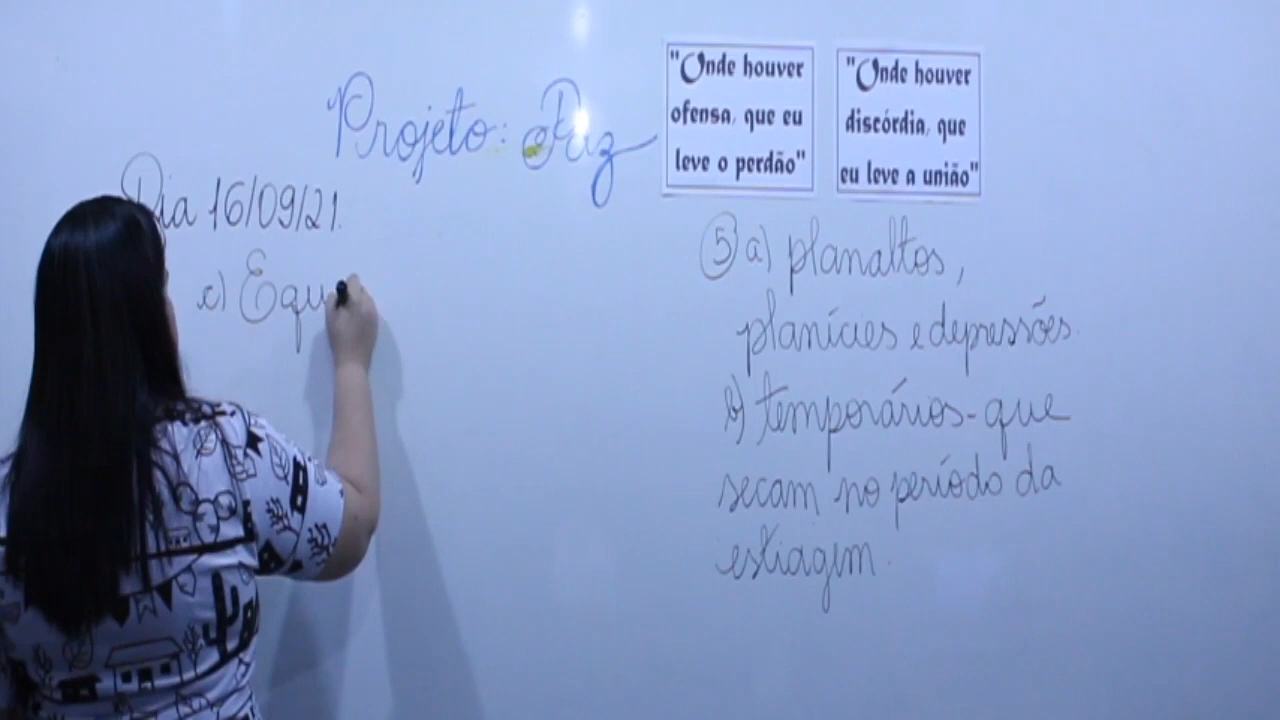 Projeto: Paz
"Onde houver
ofensa, que eu
leve o perdão"
"Onde houver
discórdia, que
eu leve a união"
Dia 16/09/21.
c) Equ
5 a) planaltos,
planícies e depressões.
b) temporários - que
secam no período da
estiagem.